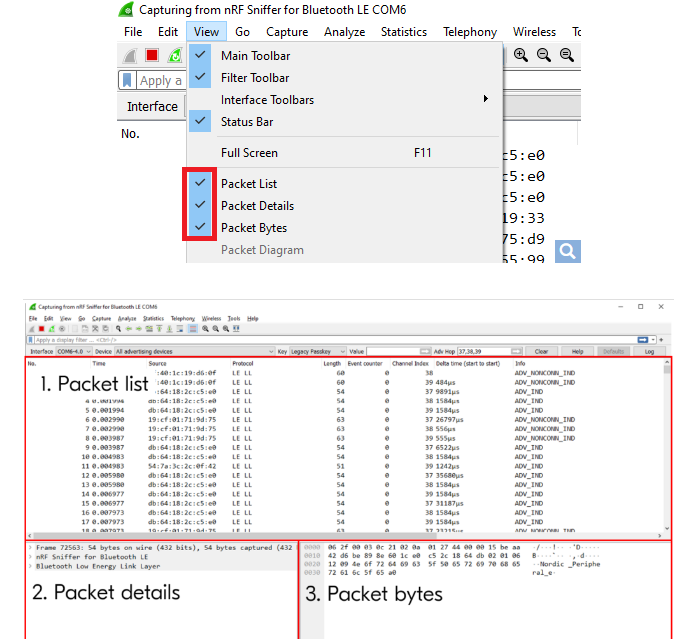 Capturing from nRF Sniffer for Bluetooth LE COM6
File Edit View Go Capture Analyze Statistics Telephony Wireless
Main Toolbar
Apply a
Filter Toolbar
Interface
Interface Toolbars
Status Bar
No.
Full Screen F11
c5:e0
c5:e0
Packet List
c5:e0
Packet Details
19:33
Packet Bytes
75:d9
Packet Diagram
55:99
Capturing from nRF Sniffer for Bluetooth LE COM6
File Edit View Go Capture Analyze Statistics Telephony Wireless Tools Help
Apply a display filter ... <Ctrl-/>
Interface COM6-4.0 Device All advertising devices Key Legacy Passkey Value Adv Hop 37,38,39 Clear Help Defaults Log
No. Time Source Protocol Length Event counter Channel Index Delta time (start to start) Info
1. Packet list
:40:1c:19:d6:0f LE LL 60 0 38 ADV_NONCONN_IND
:40:1c:19:d6:0f LE LL 60 0 39 484µs ADV_NONCONN_IND
:64:18:2c:c5:e0 LE LL 54 0 37 9891µs ADV_IND
4 0.001994 db:64:18:2c:c5:e0 LE LL 54 0 38 1584µs ADV_IND
5 0.001994 db:64:18:2c:c5:e0 LE LL 54 0 39 1584µs ADV_IND
6 0.002990 19:cf:01:71:9d:75 LE LL 63 0 37 26797µs ADV_NONCONN_IND
7 0.002990 19:cf:01:71:9d:75 LE LL 63 0 38 556µs ADV_NONCONN_IND
8 0.003987 19:cf:01:71:9d:75 LE LL 63 0 39 555µs ADV_NONCONN_IND
9 0.003987 db:64:18:2c:c5:e0 LE LL 54 0 37 6522µs ADV_IND
10 0.004983 db:64:18:2c:c5:e0 LE LL 54 0 38 1584µs ADV_IND
11 0.004983 54:7a:3c:2c:0f:42 LE LL 51 0 39 1242µs ADV_IND
12 0.005980 db:64:18:2c:c5:e0 LE LL 54 0 37 35680µs ADV_IND
13 0.005980 db:64:18:2c:c5:e0 LE LL 54 0 38 1584µs ADV_IND
14 0.006977 db:64:18:2c:c5:e0 LE LL 54 0 39 1584µs ADV_IND
15 0.006977 db:64:18:2c:c5:e0 LE LL 54 0 37 31187µs ADV_IND
16 0.007973 db:64:18:2c:c5:e0 LE LL 54 0 38 1584µs ADV_IND
17 0.007973 db:64:18:2c:c5:e0 LE LL 54 0 39 1584µs ADV_IND
Frame 72563: 54 bytes on wire (432 bits), 54 bytes captured (432
nRF Sniffer for Bluetooth LE
Bluetooth Low Energy Link Layer
2. Packet details
0000 06 2f 00 03 0c 21 02 0a 01 27 44 00 00 15 be aa
0010 42 d6 be 89 8e 60 1c e0 c5 2c 18 64 db 02 01 06
0020 12 09 4e 6f 72 64 69 63 5f 50 65 72 69 70 68 65 ··Nordic _Periphe
0030 72 61 6c 5f 65 a0 ral_e·
3. Packet bytes